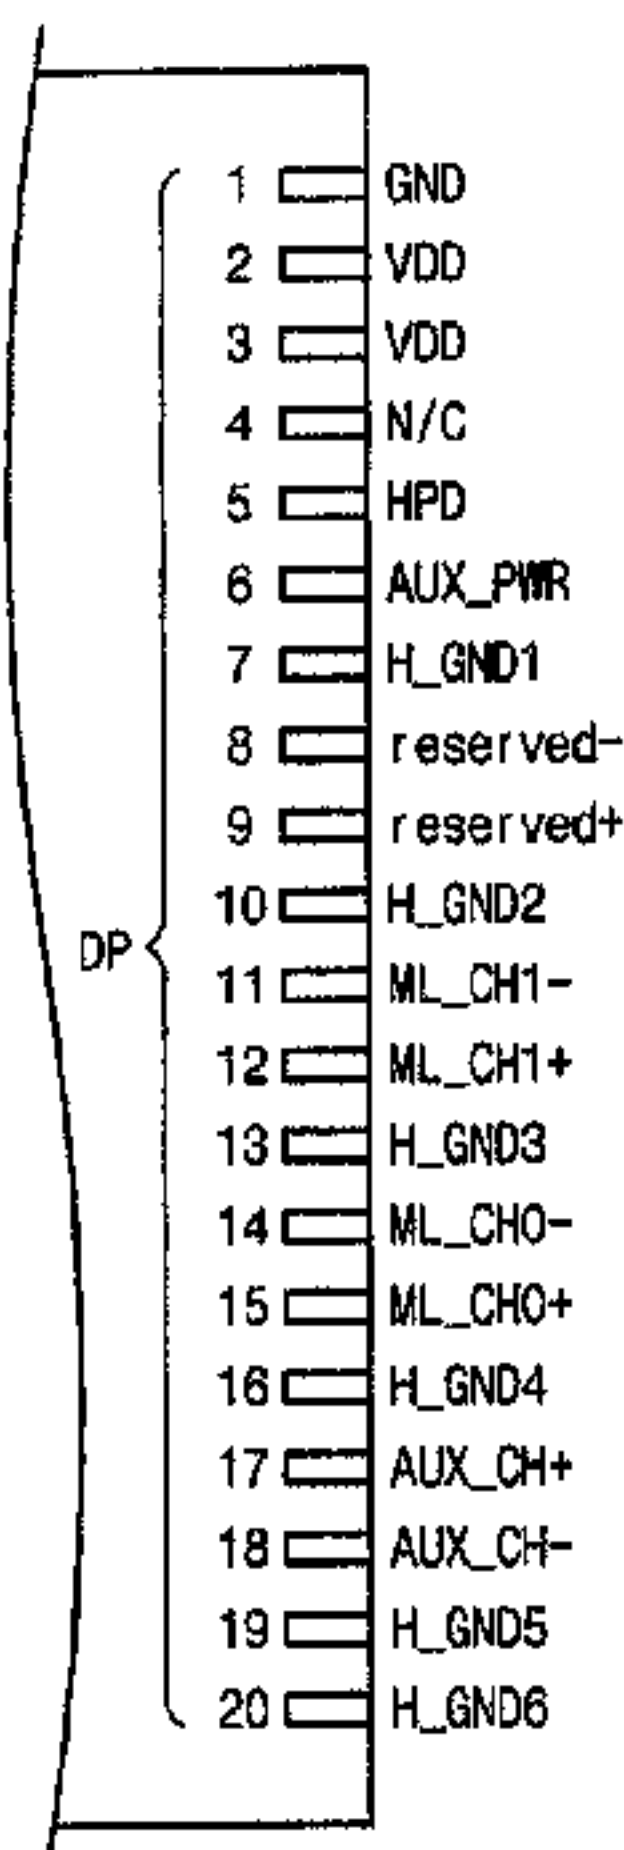 1 GND
2 VDD
3 VDD
4 N/C
5 HPD
6 AUX_PWR
7 H_GND1
8 reserved-
9 reserved+
10 H_GND2
DP
11 ML_CH1-
12 ML_CH1+
13 H_GND3
14 ML_CH0-
15 ML_CH0+
16 H_GND4
17 AUX_CH+
18 AUX_CH-
19 H_GND5
20 H_GND6